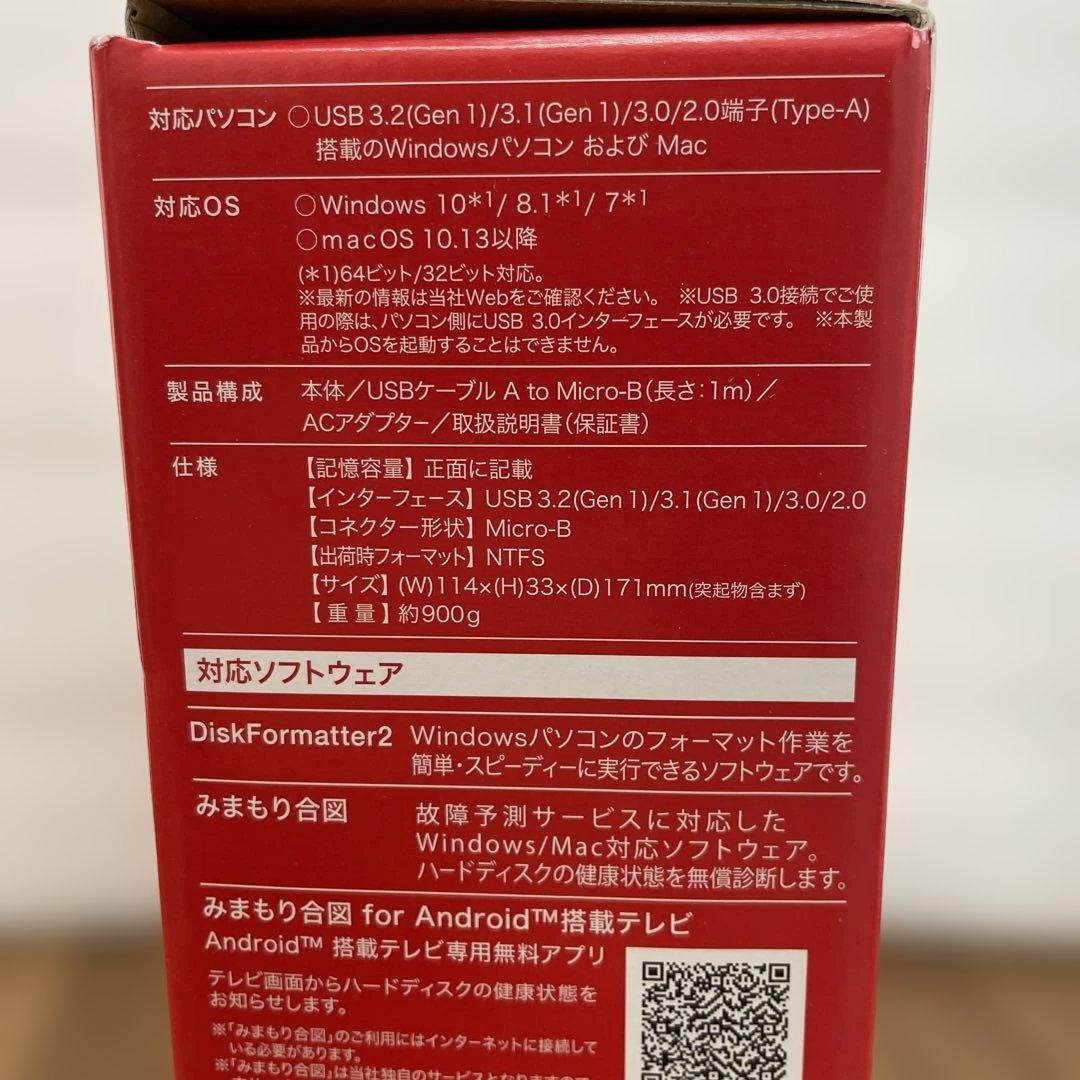 対応パソコン ○USB 3.2(Gen 1)/3.1(Gen 1)/3.0/2.0端子(Type-A)
搭載のWindowsパソコン および Mac
対応OS ○Windows 10＊1/ 8.1＊1/ 7＊1
○macOS 10.13以降
(＊1)64ビット/32ビット対応。
※最新の情報は当社Webをご確認ください。 ※USB 3.0接続でご使
用の際は、パソコン側にUSB 3.0インターフェースが必要です。 ※本製
品からOSを起動することはできません。
製品構成 本体／USBケーブル A to Micro-B（長さ：1m）／
ACアダプター／取扱説明書（保証書）
仕様 【記憶容量】正面に記載
【インターフェース】USB 3.2(Gen 1)/3.1(Gen 1)/3.0/2.0
【コネクター形状】Micro-B
【出荷時フォーマット】NTFS
【サイズ】(W)114×(H)33×(D)171mm(突起物含まず)
【重量】約900g
対応ソフトウェア
DiskFormatter2 Windowsパソコンのフォーマット作業を
簡単・スピーディーに実行できるソフトウェアです。
みまもり合図 故障予測サービスに対応した
Windows/Mac対応ソフトウェア。
ハードディスクの健康状態を無償診断します。
みまもり合図 for Android™搭載テレビ
Android™ 搭載テレビ専用無料アプリ
テレビ画面からハードディスクの健康状態を
お知らせします。
※「みまもり合図」のご利用にはインターネットに接続して
いる必要があります。
※「みまもり合図」は当社独自のサービスとなりますので